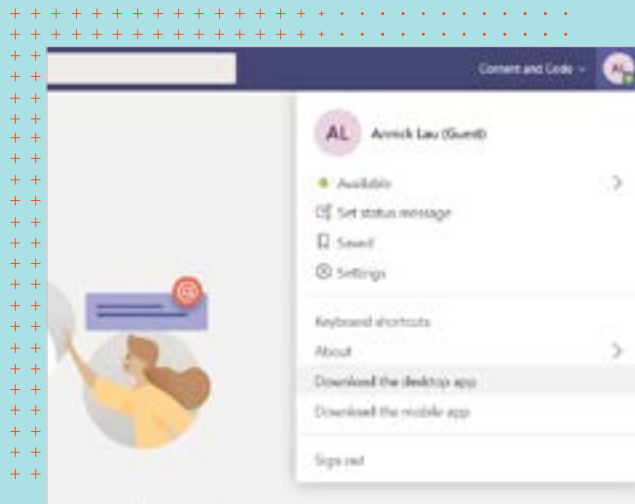 Content and Code
AL
AL Annick Lau (Guest)
Available
Set status message
Saved
Settings
Keyboard shortcuts
About
Download the desktop app
Download the mobile app
Sign out